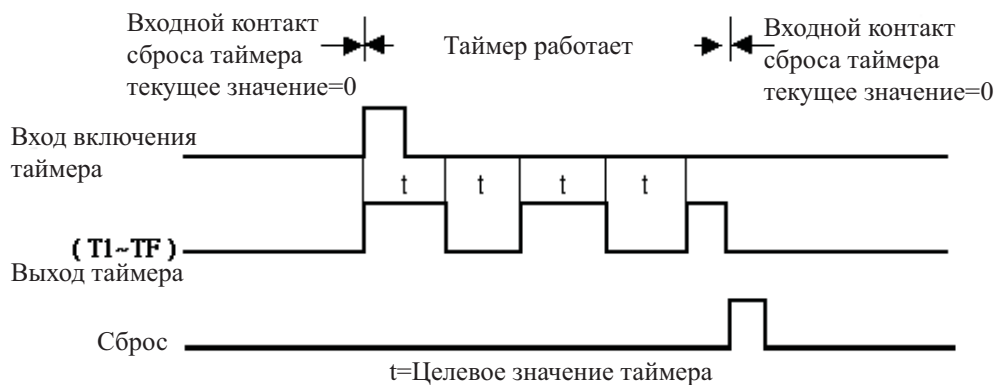 Входной контакт
сброса таймера
текущее значение=0
Таймер работает
Входной контакт
сброса таймера
текущее значение=0
Вход включения
таймера
t
t
t
t
( T1~TF )
Выход таймера
Сброс
t=Целевое значение таймера